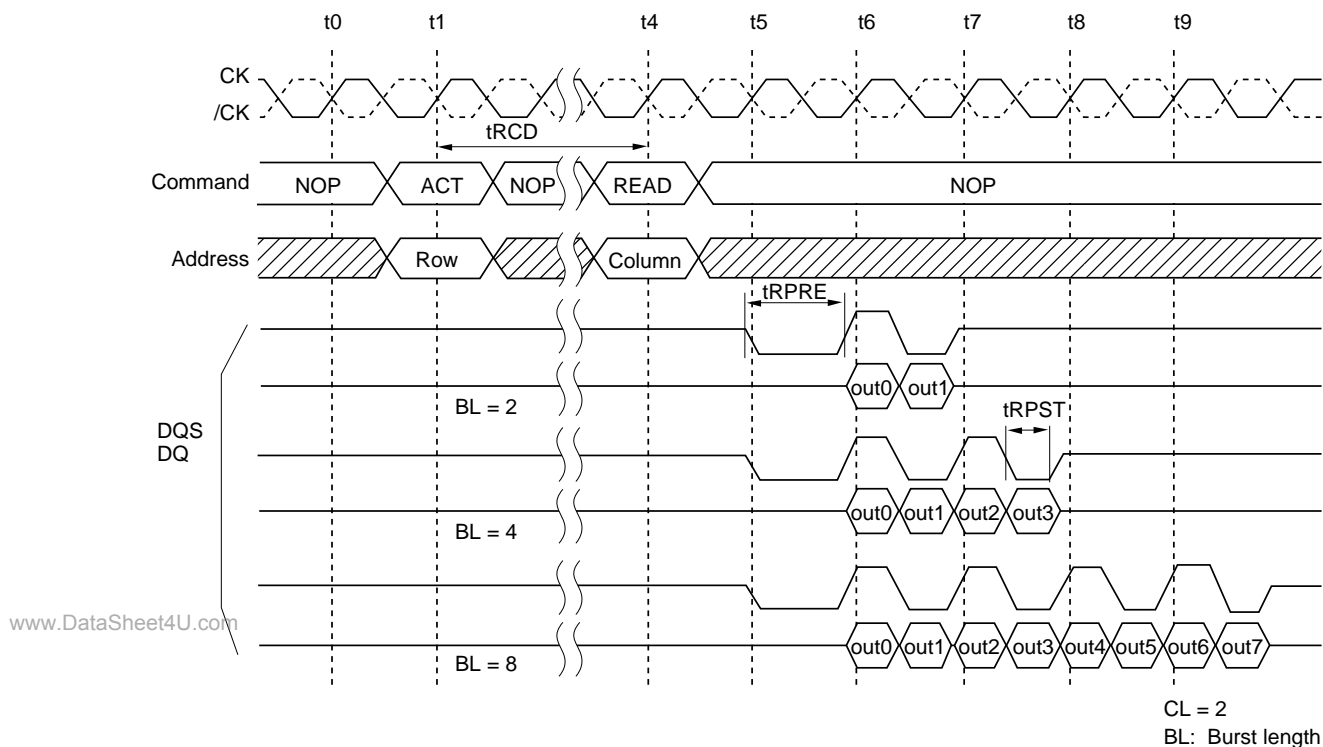 t0 t1 t4 t5 t6 t7 t8 t9
CK
/CK
tRCD
Command NOP ACT NOP READ NOP
Address Row Column
tRPRE
out0 out1
BL = 2
tRPST
DQS
DQ
out0 out1 out2 out3
BL = 4
www.DataSheet4U.com
out0 out1 out2 out3 out4 out5 out6 out7
BL = 8
CL = 2
BL: Burst length